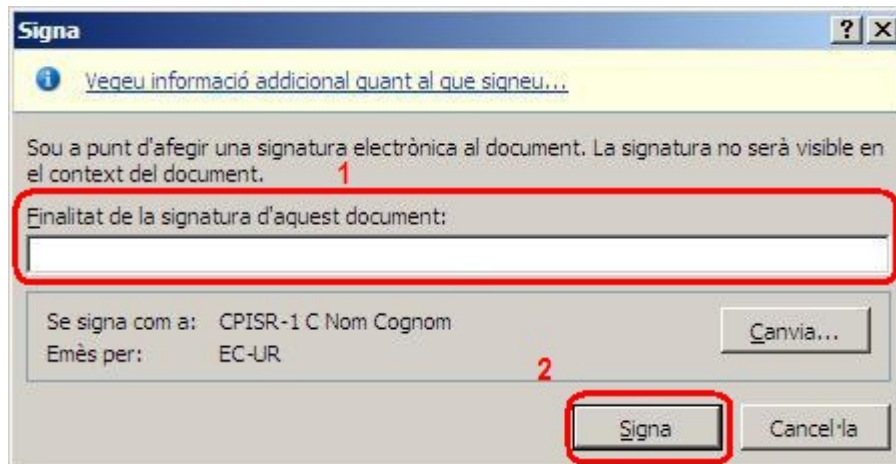 Signa
Vegeu informació addicional quant al que signeu...
Sou a punt d'afegir una signatura electrònica al document. La signatura no serà visible en
el context del document.
1
Finalitat de la signatura d'aquest document:
Se signa com a: CPISR-1 C Nom Cognom
Canvia...
Emès per: EC-UR
2
Signa Cancel·la